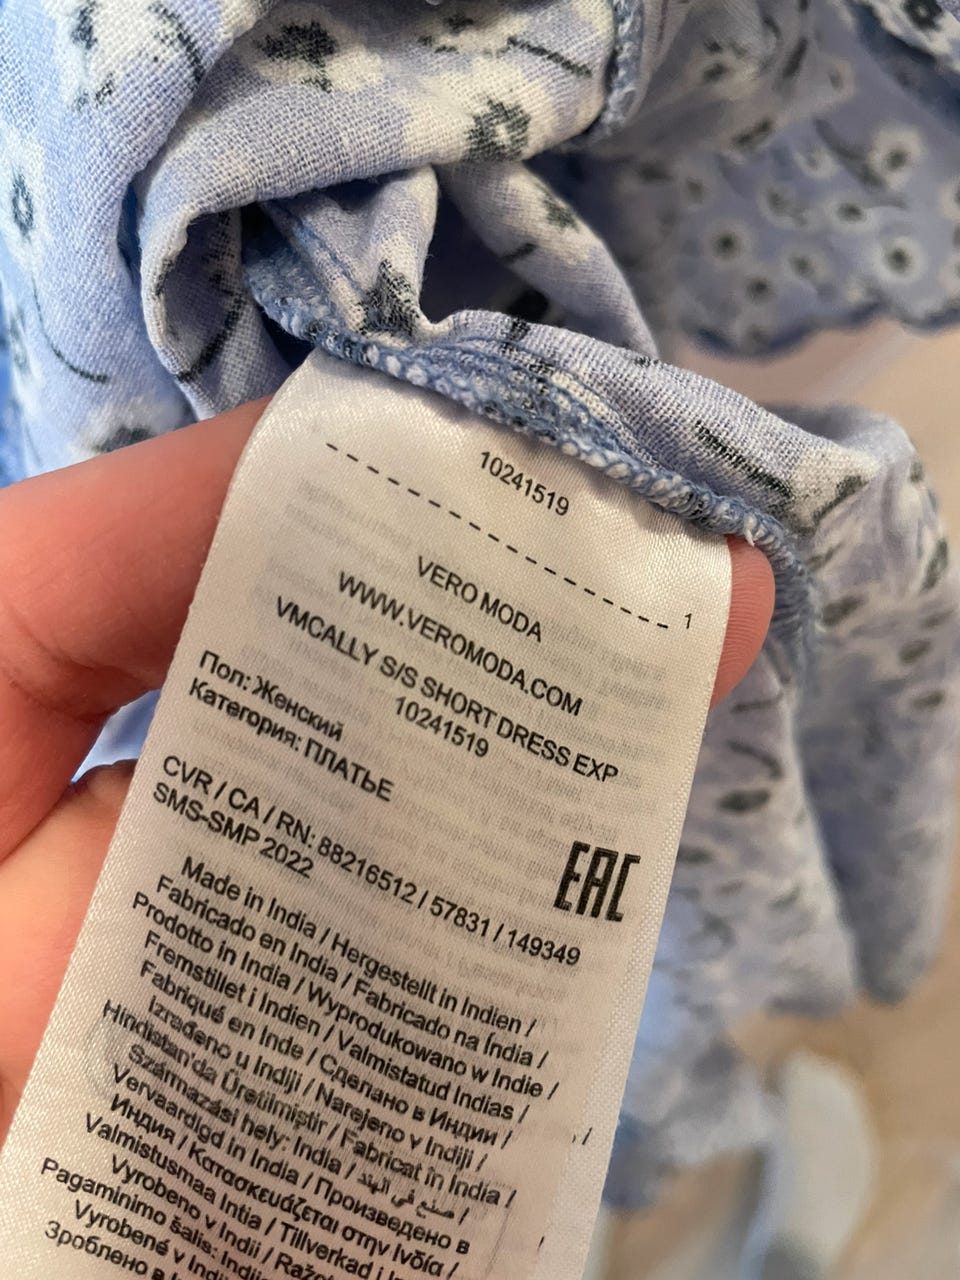 10241519
1
VERO MODA
WWW.VEROMODA.COM
VMCALLY S/S SHORT DRESS EXP
10241519
Пол: Женский
Категория: ПЛАТЬЕ
CVR / CA / RN: 88216512 / 57831 / 149349
SMS-SMP 2022
EAC
Made in India / Hergestellt in Indien /
Fabricado en India / Fabricado na Índia /
Prodotto in India / Wyprodukowano w Indie /
Fremstillet i Indien / Valmistatud Indias /
Fabriqué en Inde / Сделано в Индии /
Izrađeno u Indiji / Narejeno v Indiji /
Hindistan'da Üretilmiştir / Fabricat în India /
Származási hely: India / صنع في الهند /
Vervaardigd in India / Произведено в
Индия / Κατασκευάζεται στην Ινδία /
Valmistusmaa Intia / Tillverkad i
Vyrobeno v Indii /
Pagaminimo šalis:
Vyrobené v
Зроблено в